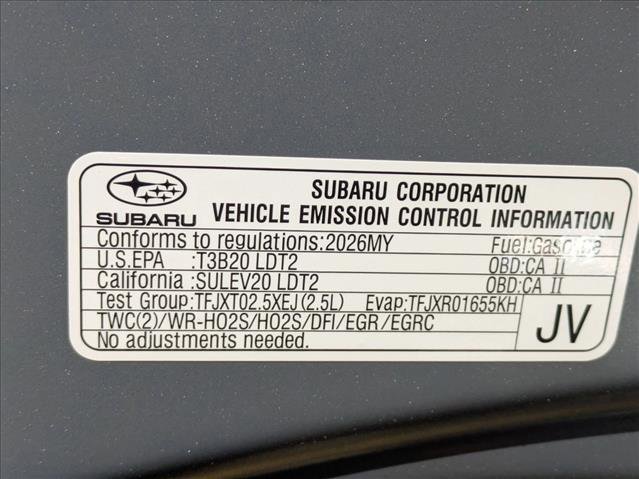 SUBARU
SUBARU CORPORATION
VEHICLE EMISSION CONTROL INFORMATION
Conforms to regulations:2026MY Fuel:Gasoline
U.S.EPA :T3B20 LDT2 OBD:CA II
California :SULEV20 LDT2 OBD:CA II
Test Group:TFJXT02.5XEJ(2.5L) Evap:TFJXR01655KH
TWC(2)/WR-HO2S/HO2S/DFI/EGR/EGRC
No adjustments needed.
JV